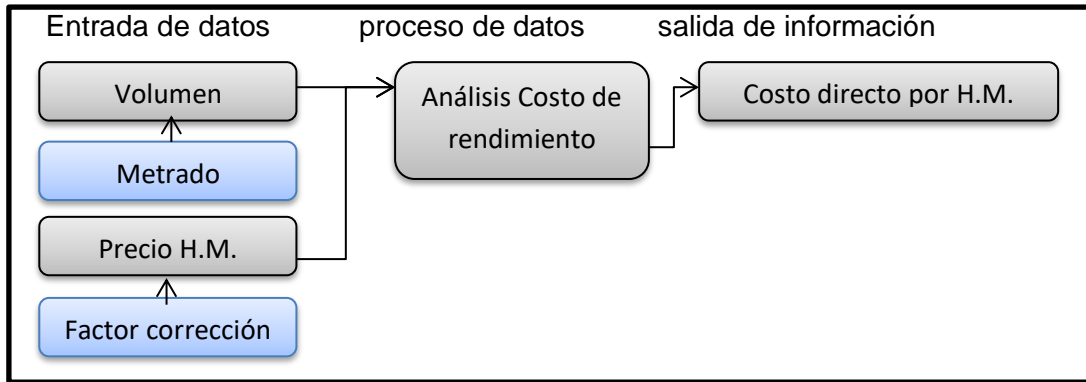 Entrada de datos proceso de datos salida de información
Volumen
Metrado
Precio H.M.
Factor corrección
Análisis Costo de
rendimiento
Costo directo por H.M.